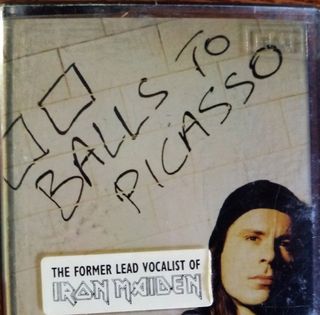 BALLS TO
PICASSO
THE FORMER LEAD VOCALIST OF
IRON MAIDEN